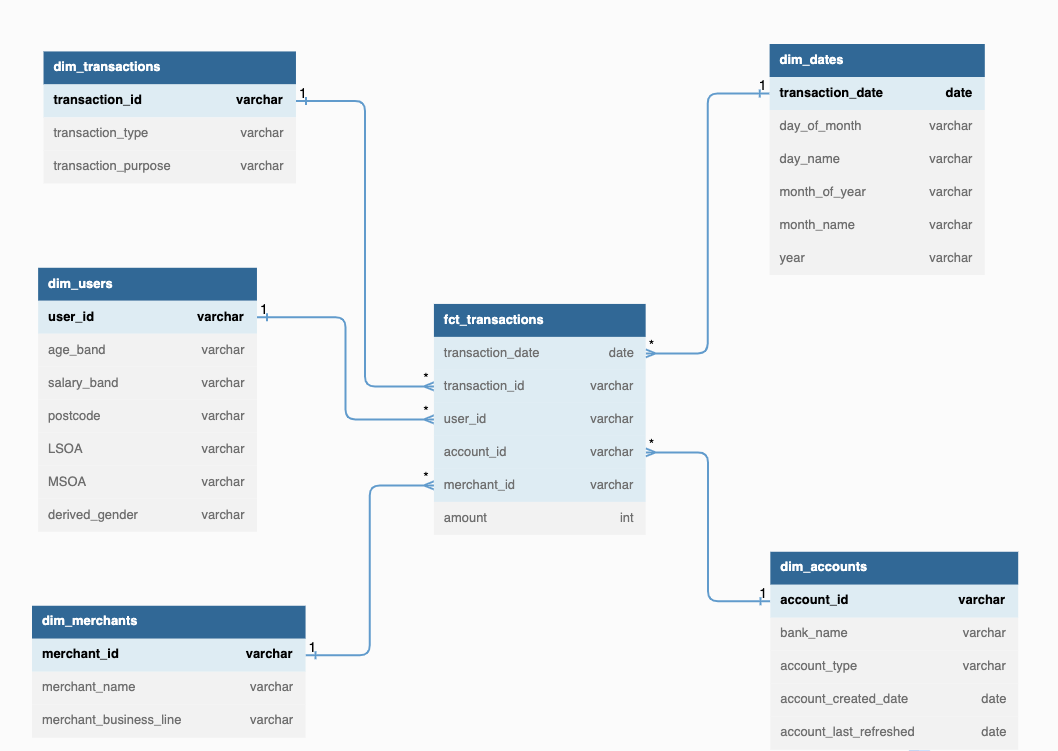 dim_transactions
transaction_id varchar
transaction_type varchar
transaction_purpose varchar
1
dim_dates
transaction_date date
day_of_month varchar
day_name varchar
month_of_year varchar
month_name varchar
year varchar
1
dim_users
user_id varchar
age_band varchar
salary_band varchar
postcode varchar
LSOA varchar
MSOA varchar
derived_gender varchar
1
fct_transactions
transaction_date date
transaction_id varchar
user_id varchar
account_id varchar
merchant_id varchar
amount int
*
*
*
*
*
dim_merchants
merchant_id varchar
merchant_name varchar
merchant_business_line varchar
1
dim_accounts
account_id varchar
bank_name varchar
account_type varchar
account_created_date date
account_last_refreshed date
1